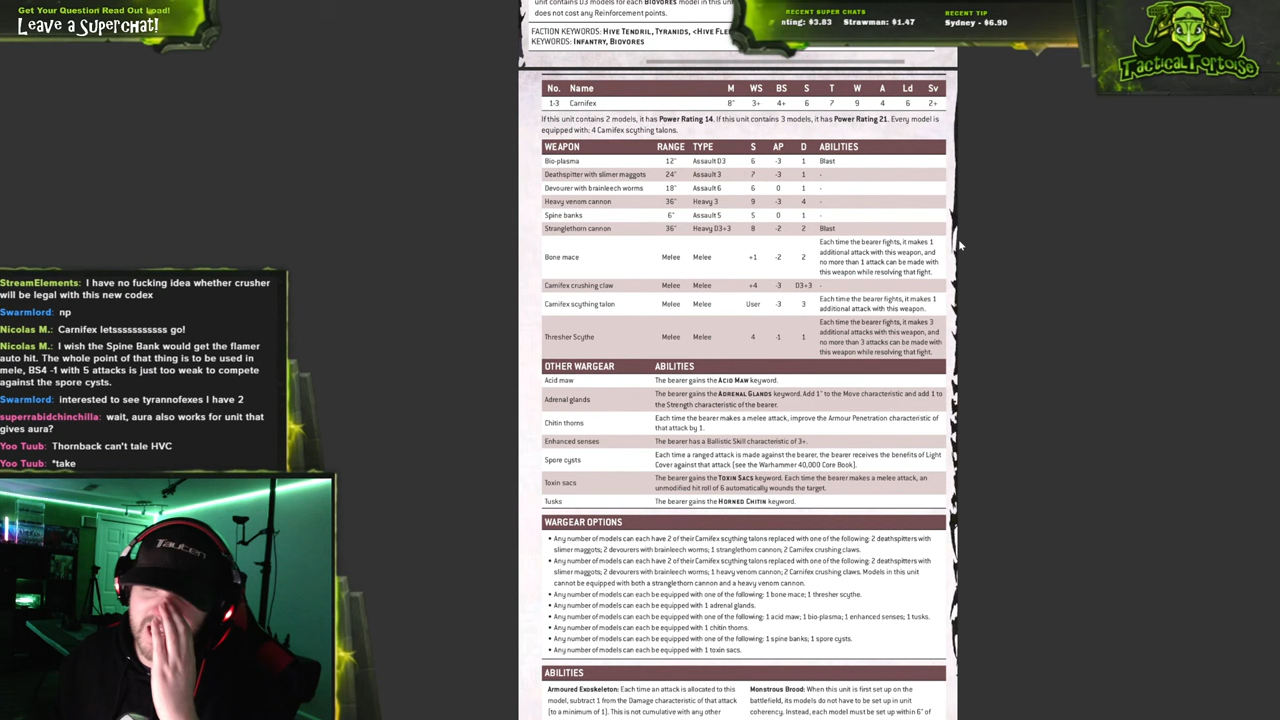 Get Your Question Read Out Loud!
Leave a Superchat!
unit contains D3 models for each BIOVORES model in this un
does not cost any Reinforcement points.
FACTION KEYWORDS: HIVE TENDRIL, TYRANIDS, <HIVE FLE
KEYWORDS: INFANTRY, BIOVORES
RECENT SUPER CHATS
nting: $3.83 Strawman: $1.47
RECENT TIP
Sydney - $6.90
TACTICALTORTOISE
No. Name M WS BS S T W A Ld Sv
1-3 Carnifex 8" 3+ 4+ 6 7 9 4 6 2+
If this unit contains 2 models, it has Power Rating 14. If this unit contains 3 models, it has Power Rating 21. Every model is
equipped with: 4 Carnifex scything talons.
WEAPON RANGE TYPE S AP D ABILITIES
Bio-plasma 12" Assault D3 6 -3 1 Blast
Deathspitter with slimer maggots 24" Assault 3 7 -3 1 -
Devourer with brainleech worms 18" Assault 6 6 0 1 -
Heavy venom cannon 36" Heavy 3 9 -3 4 -
Spine banks 6" Assault 5 5 0 1 -
Stranglethorn cannon 36" Heavy D3+3 8 -2 2 Blast
Bone mace Melee Melee +1 -2 2 Each time the bearer fights, it makes 1
additional attack with this weapon, and
no more than 1 attack can be made with
this weapon while resolving that fight.
Carnifex crushing claw Melee Melee +4 -3 D3+3 -
Carnifex scything talon Melee Melee User -3 3 Each time the bearer fights, it makes 1
additional attack with this weapon.
Thresher Scythe Melee Melee 4 -1 1 Each time the bearer fights, it makes 3
additional attacks with this weapon, and
no more than 3 attacks can be made with
this weapon while resolving that fight.
OTHER WARGEAR ABILITIES
Acid maw The bearer gains the ACID MAW keyword.
Adrenal glands The bearer gains the ADRENAL GLANDS keyword. Add 1" to the Move characteristic and add 1 to
the Strength characteristic of the bearer.
Chitin thorns Each time the bearer makes a melee attack, improve the Armour Penetration characteristic of
that attack by 1.
Enhanced senses The bearer has a Ballistic Skill characteristic of 3+.
Spore cysts Each time a ranged attack is made against the bearer, the bearer receives the benefits of Light
Cover against that attack (see the Warhammer 40,000 Core Book).
Toxin sacs The bearer gains the TOXIN SACS keyword. Each time the bearer makes a melee attack, an
unmodified hit roll of 6 automatically wounds the target.
Tusks The bearer gains the HORNED CHITIN keyword.
WARGEAR OPTIONS
• Any number of models can each have 2 of their Carnifex scything talons replaced with one of the following: 2 deathspitters with
slimer maggots; 2 devourers with brainleech worms; 1 stranglethorn cannon; 2 Carnifex crushing claws.
• Any number of models can each have 2 of their Carnifex scything talons replaced with one of the following: 2 deathspitters with
slimer maggots; 2 devourers with brainleech worms; 1 heavy venom cannon; 2 Carnifex crushing claws. Models in this unit
cannot be equipped with both a stranglethorn cannon and a heavy venom cannon.
• Any number of models can each be equipped with one of the following: 1 bone mace; 1 thresher scythe.
• Any number of models can each be equipped with 1 adrenal glands.
• Any number of models can each be equipped with one of the following: 1 acid maw; 1 bio-plasma; 1 enhanced senses; 1 tusks.
• Any number of models can each be equipped with 1 chitin thorns.
• Any number of models can each be equipped with one of the following: 1 spine banks; 1 spore cysts.
• Any number of models can each be equipped with 1 toxin sacs.
ABILITIES
Armoured Exoskeleton: Each time an attack is allocated to this
model, subtract 1 from the Damage characteristic of that attack
(to a minimum of 1). This is not cumulative with any other
Monstrous Brood: When this unit is first set up on the
battlefield, its models do not have to be set up in unit
coherency. Instead, each model must be set up within 6" of
StreamElements: I have no fucking idea whether crusher
will be legal with this new codex
Swarmlord: np
Nicolas M.: Carnifex letsssssssssss go!
Nicolas M.: I wish the Spine Bank would get the flamer
auto hit. The whole point of that thing is to be used in
mele, BS4 -1 with 5 attacks is just too weak to compete
against the spore cysts.
Swarmlord: interested to see tyrannofexes I have 2
superrabidchinchilla: wait, aura also works for unit that
gives aura?
Yoo Tuub: Thornback can't tale HVC
Yoo Tuub: *take